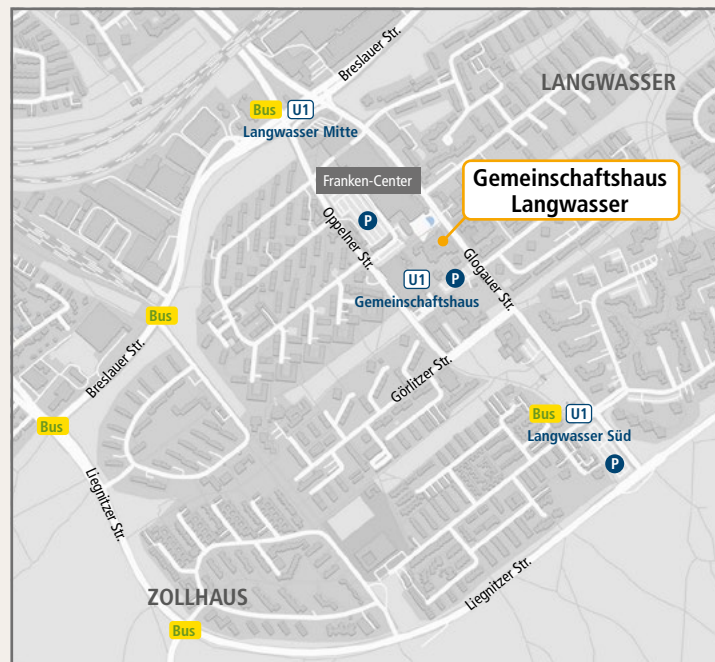 Breslauer Str.
LANGWASSER
Bus U1
Langwasser Mitte
Franken-Center
Gemeinschaftshaus
Langwasser
P
Oppelner Str.
Glogauer Str.
U1
P
Gemeinschaftshaus
Bus
Breslauer Str.
Görlitzer Str.
Bus U1
Langwasser Süd
Bus
P
Liegnitzer Str.
Liegnitzer Str.
ZOLLHAUS
Bus